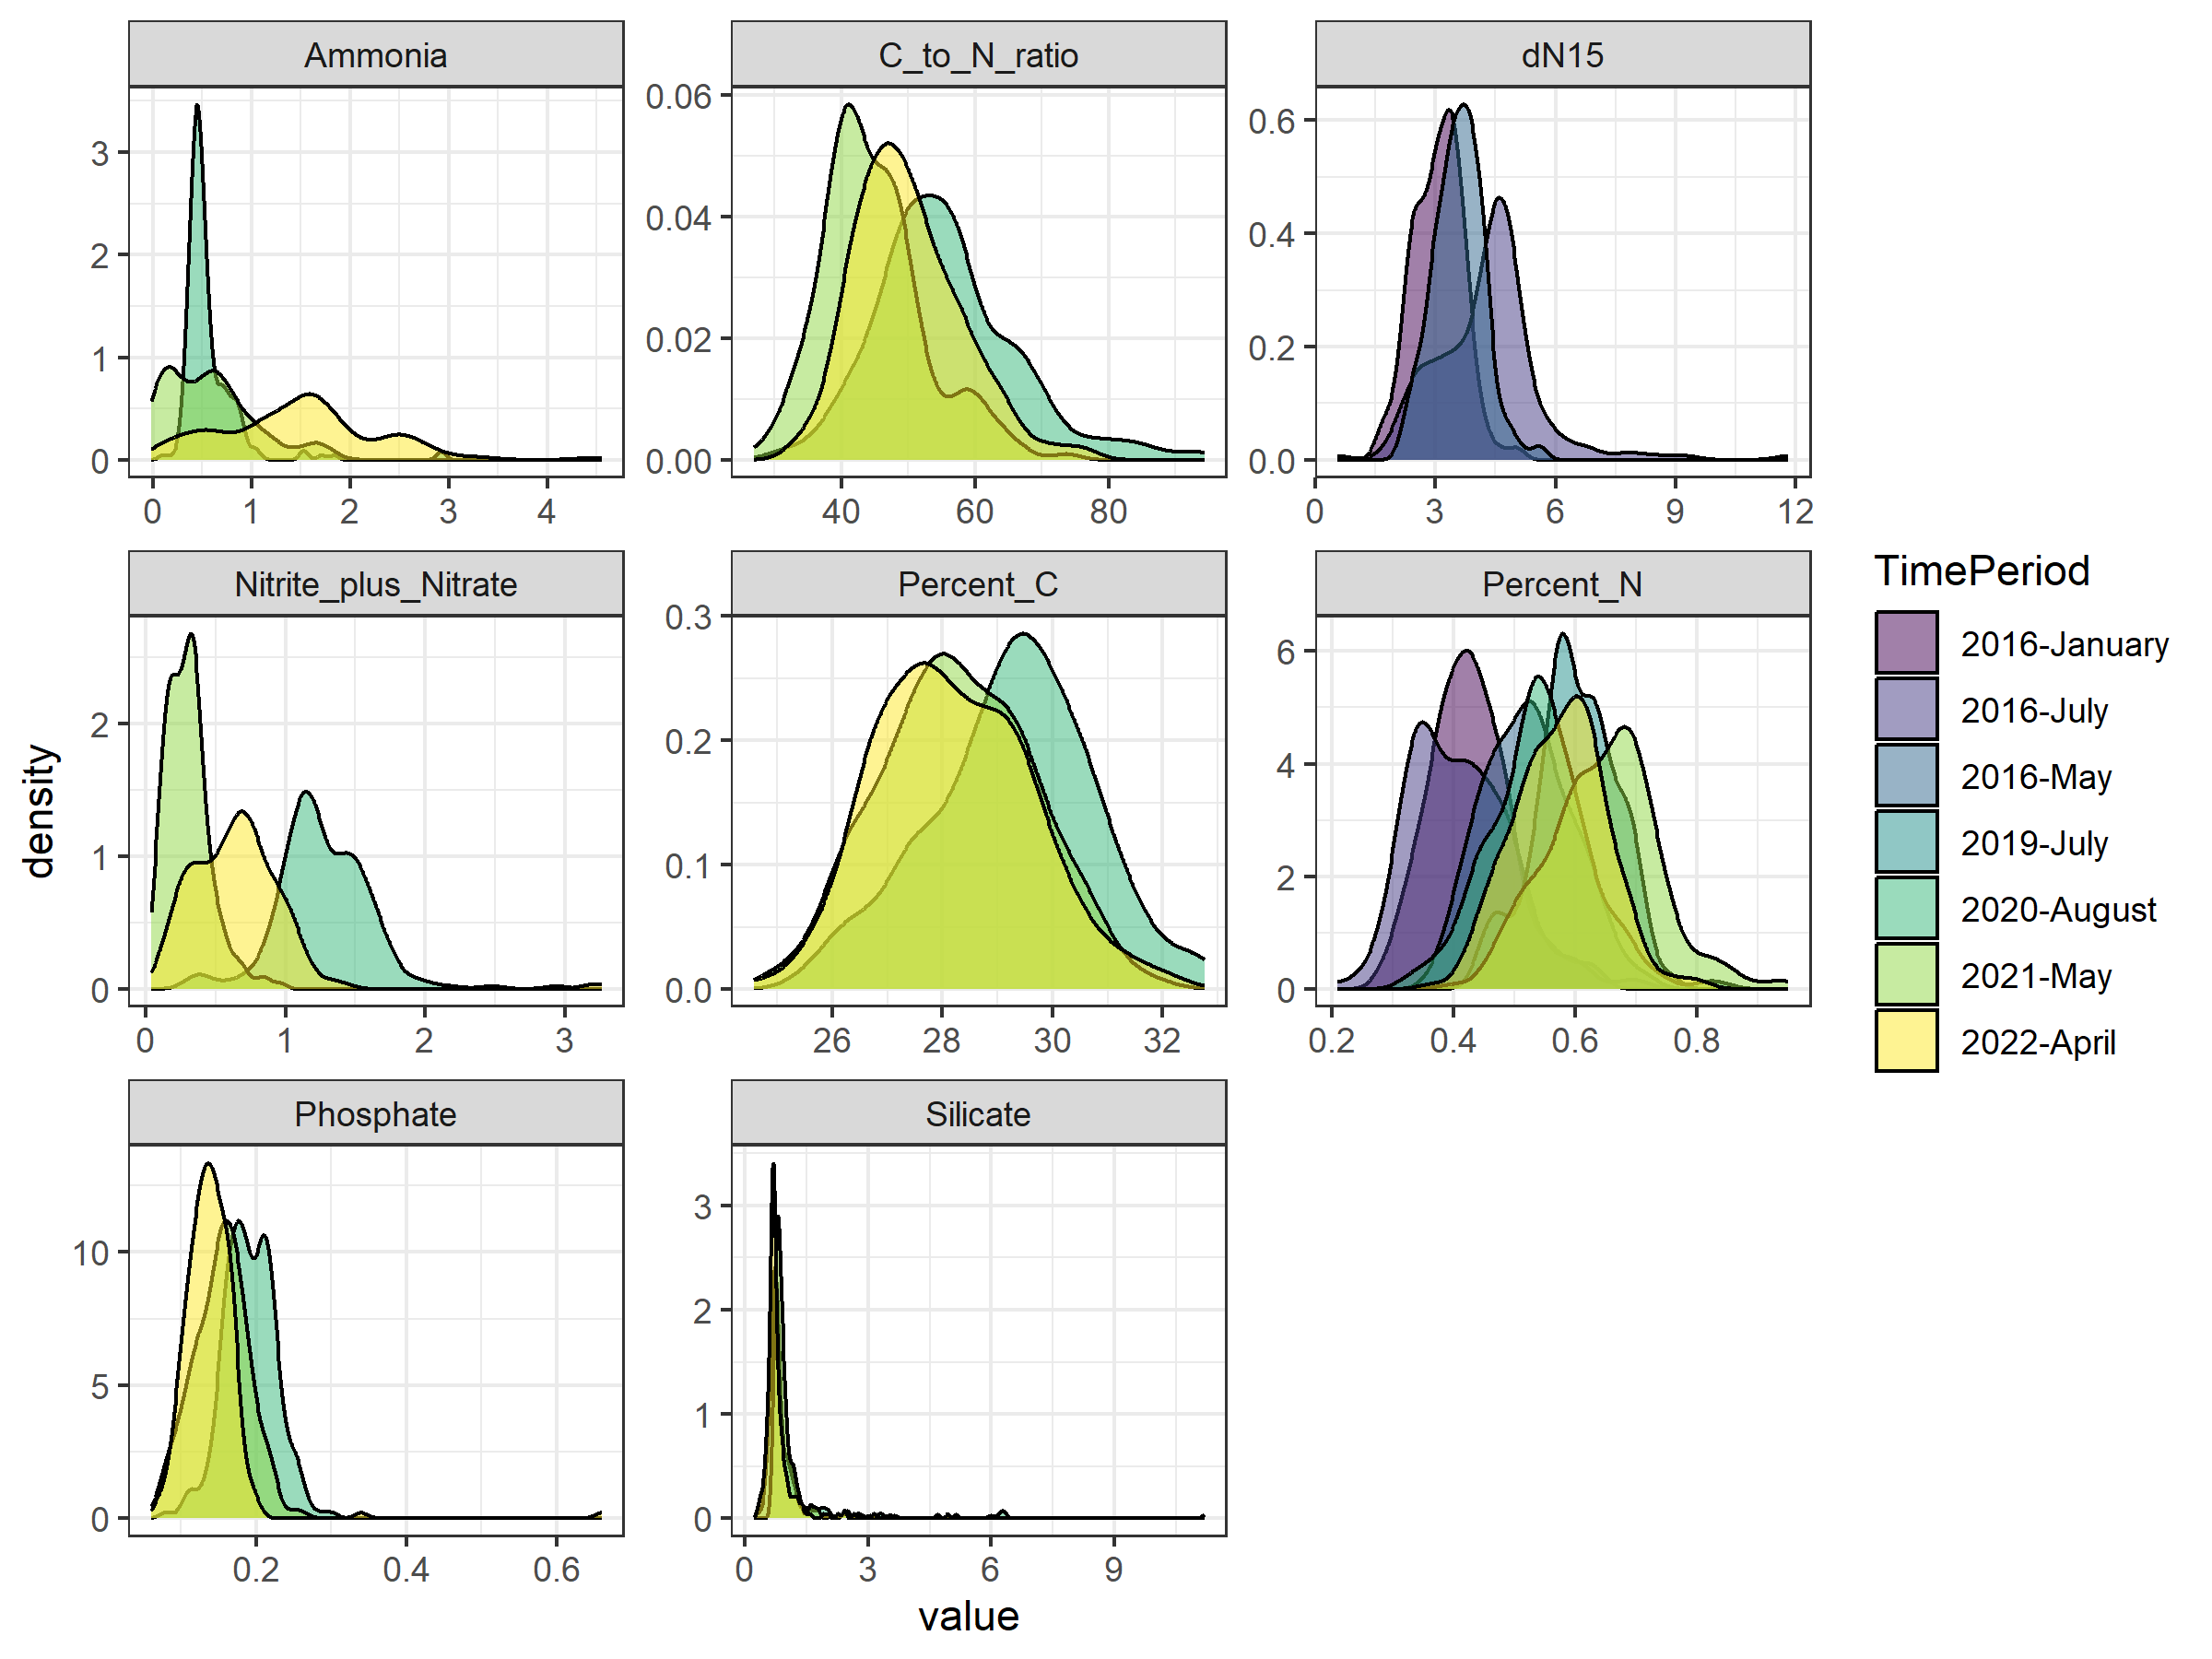 Ammonia
C_to_N_ratio
dN15
3
2
1
0
0 1 2 3 4
0.06
0.04
0.02
0.00
40 60 80
0.6
0.4
0.2
0.0
0 3 6 9 12
Nitrite_plus_Nitrate
Percent_C
Percent_N
2
1
0
0 1 2 3
0.3
0.2
0.1
0.0
26 28 30 32
6
4
2
0
0.2 0.4 0.6 0.8
Phosphate
Silicate
10
5
0
0.2 0.4 0.6
3
2
1
0
0 3 6 9
density
value
TimePeriod
2016-January
2016-July
2016-May
2019-July
2020-August
2021-May
2022-April